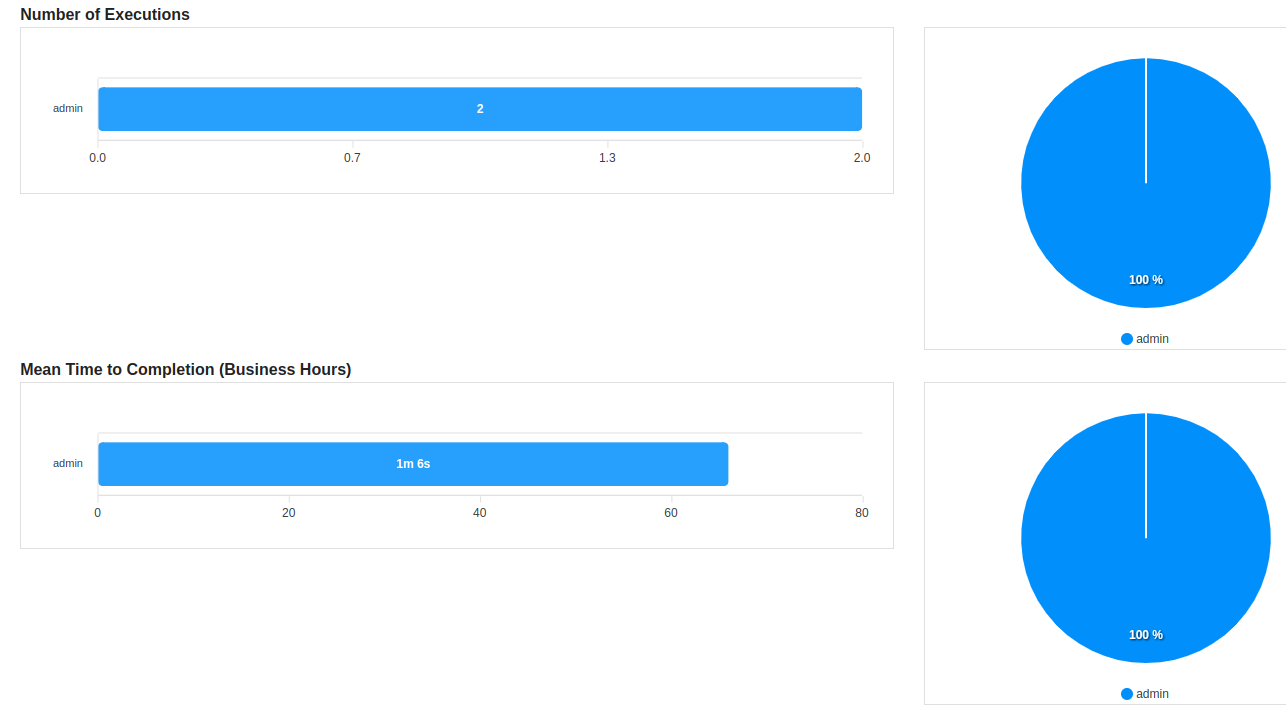 Number of Executions
admin
2
0.0 0.7 1.3 2.0
100 %
admin
Mean Time to Completion (Business Hours)
admin
1m 6s
0 20 40 60 80
100 %
admin